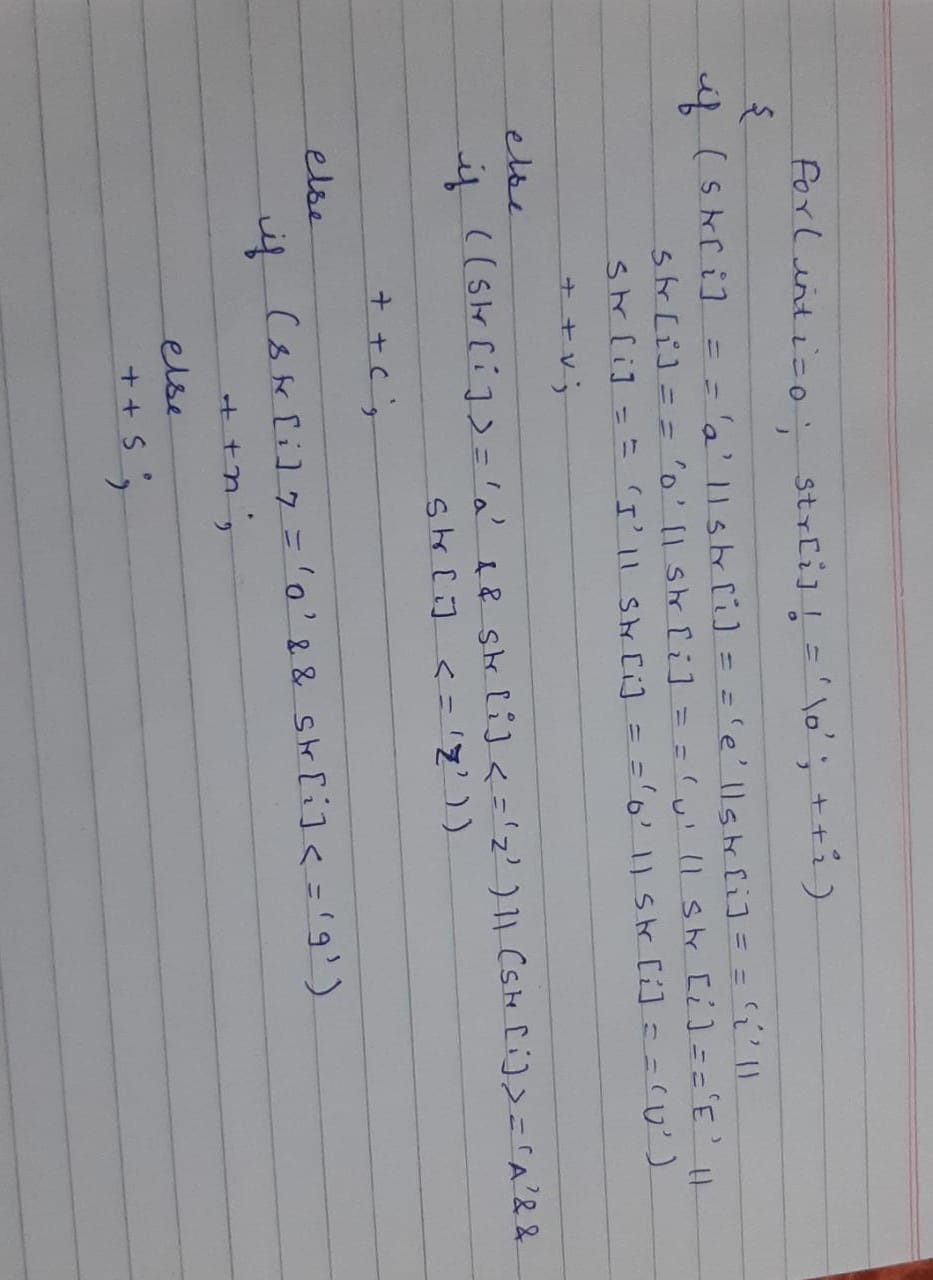 for( int i=0; str[i] != '\0'; ++i)
{
if (str[i] == 'a' || str[i] == 'e' || str[i] == 'i' ||
str[i] == 'o' || str[i] == 'u' || str[i] == 'E' ||
str[i] == 'I' || str[i] == 'O' || str[i] == 'U')
++v;
else
if ((str[i] >= 'a' && str[i] <= 'z') || (str[i] >= 'A' &&
str[i] <= 'Z'))
++c;
else
if (str[i] >= '0' && str[i] <= '9')
++n;
else
++s;